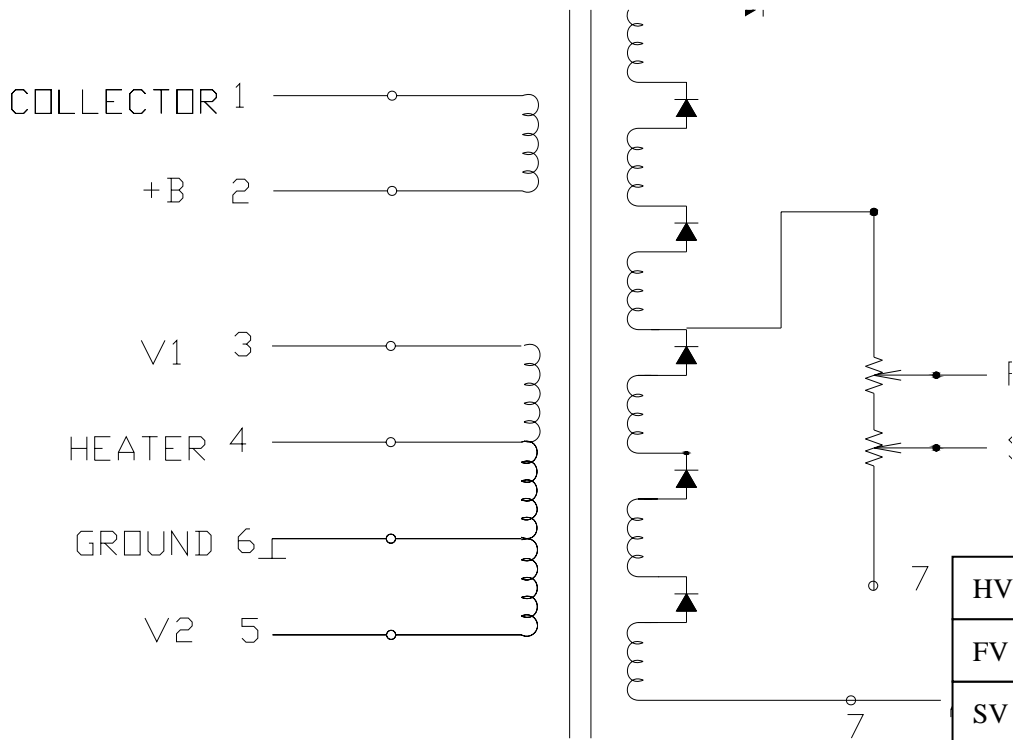 COLLECTOR 1
+B 2
V1 3
HEATER 4
GROUND 6
V2 5
7
7
HV
FV
SV